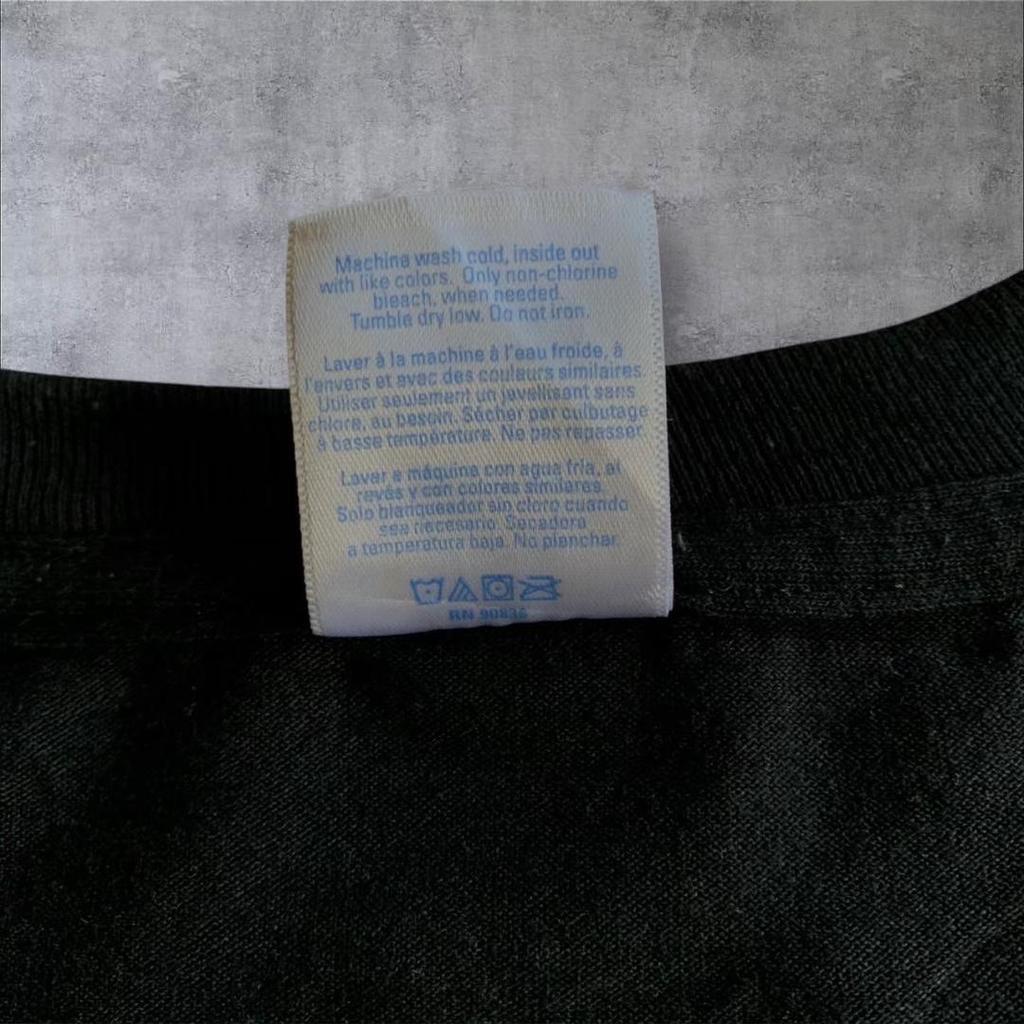 Machine wash cold, inside out
with like colors. Only non-chlorine
bleach, when needed.
Tumble dry low. Do not iron.
Laver à la machine à l'eau froide, à
l'envers et avec des couleurs similaires.
Utiliser seulement un javellisant sans
chlore, au besoin. Sécher par culbutage
à basse température. Ne pas repasser.
Lavar a máquina con agua fría, al
revés y con colores similares.
Solo blanqueador sin cloro cuando
sea necesario. Secadora
a temperatura baja. No planchar.
RN 90836